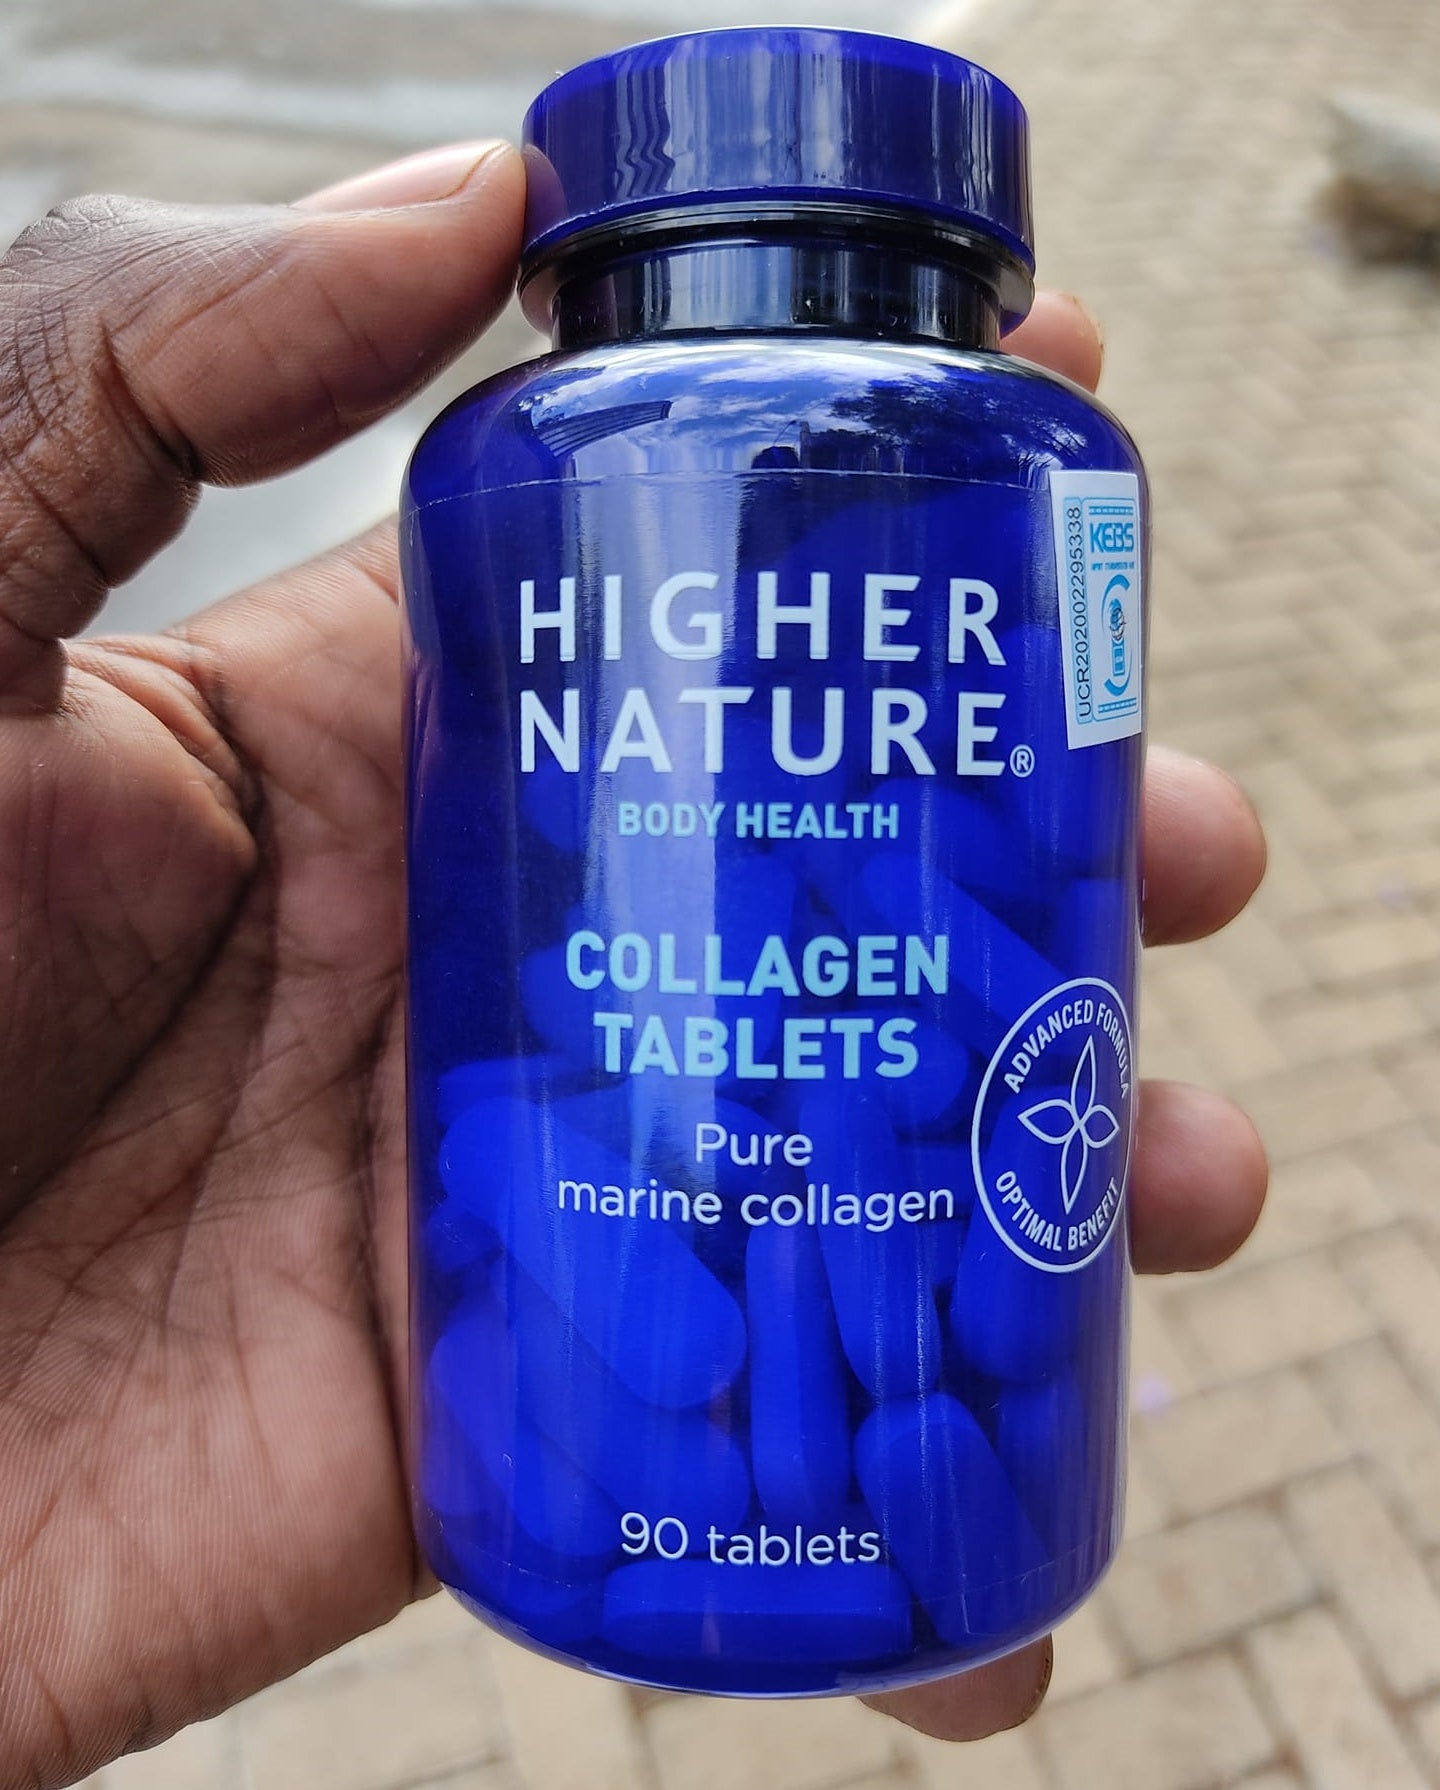 HIGHER
NATURE®
BODY HEALTH
COLLAGEN
TABLETS
Pure
marine collagen
90 tablets
ADVANCED FORMULA
OPTIMAL BENEFIT
KEBS
UCR202002295338